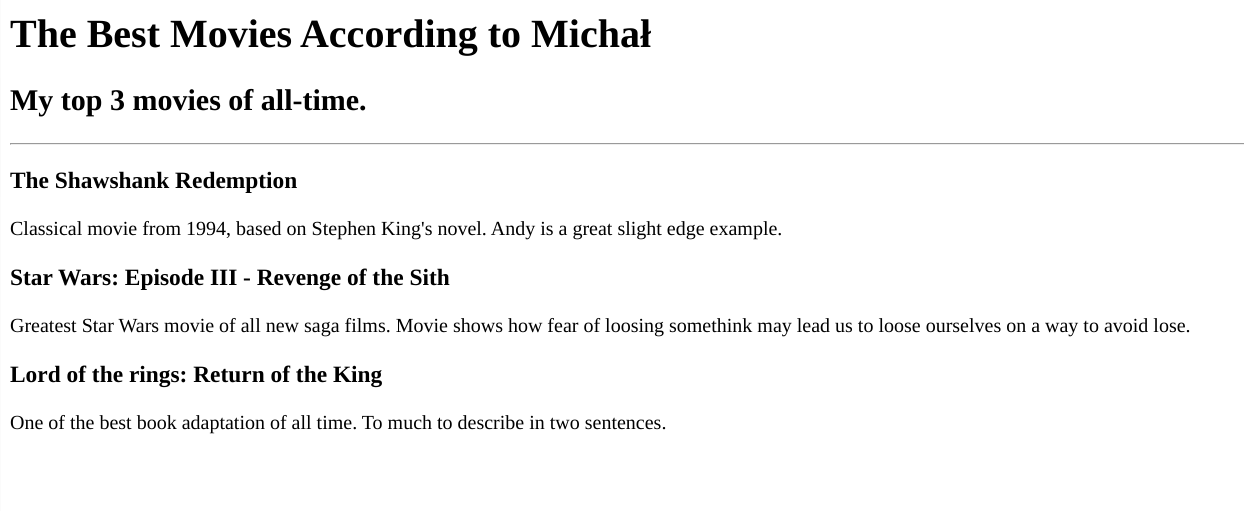 The Best Movies According to Michał
My top 3 movies of all-time.
The Shawshank Redemption
Classical movie from 1994, based on Stephen King's novel. Andy is a great slight edge example.
Star Wars: Episode III - Revenge of the Sith
Greatest Star Wars movie of all new saga films. Movie shows how fear of loosing somethink may lead us to loose ourselves on a way to avoid lose.
Lord of the rings: Return of the King
One of the best book adaptation of all time. To much to describe in two sentences.